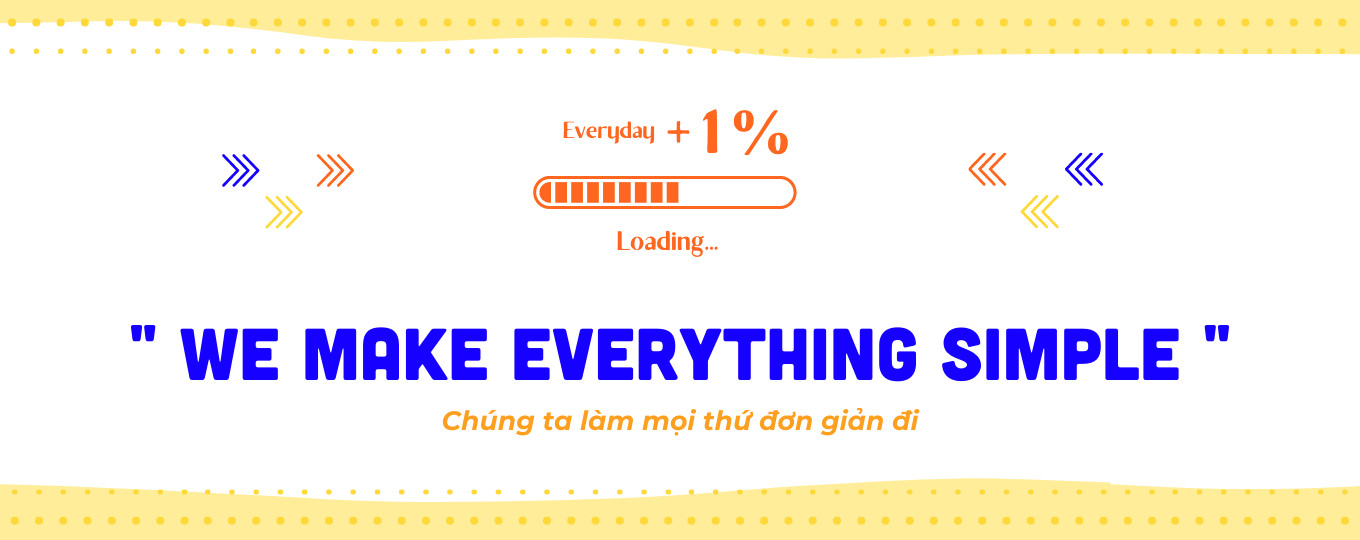 Everyday + 1%
Loading...
" WE MAKE EVERYTHING SIMPLE "
Chúng ta làm mọi thứ đơn giản đi